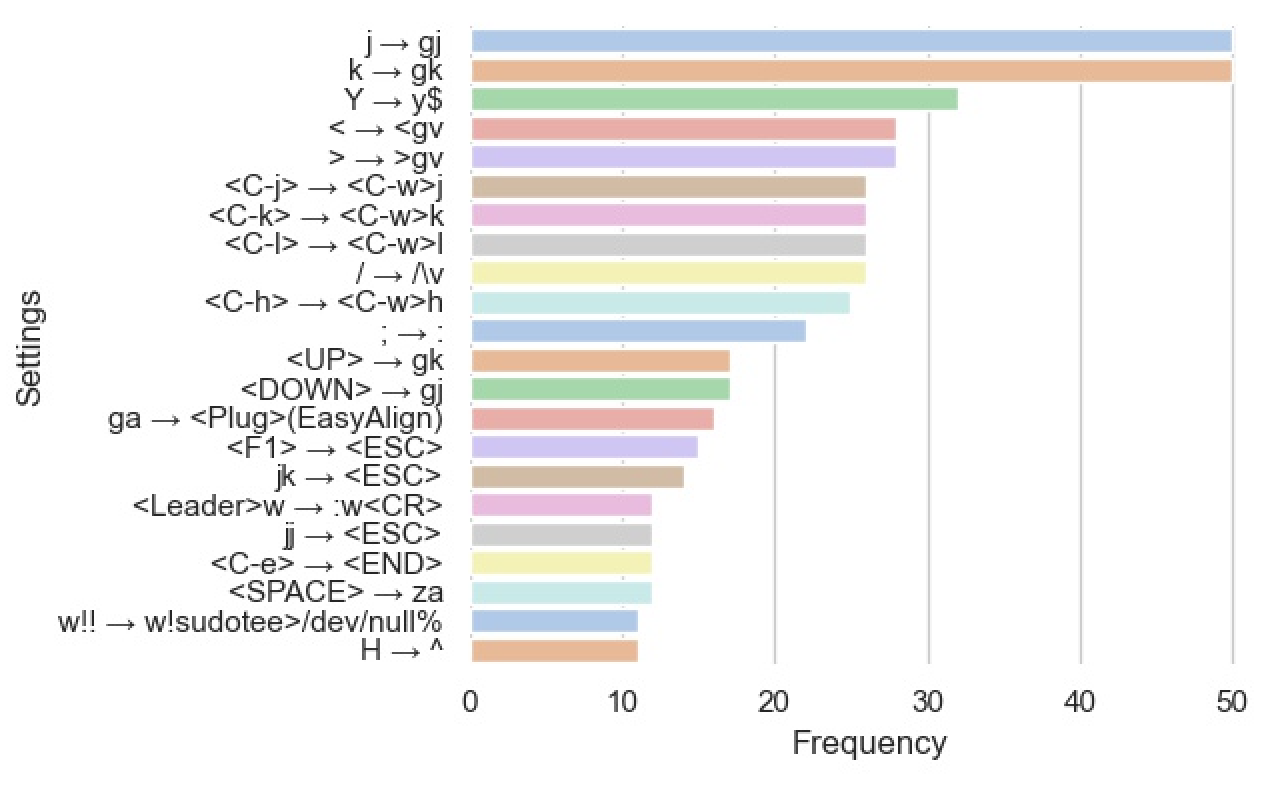 j → gj
k → gk
Y → y$
< → <gv
> → >gv
<C-j> → <C-w>j
<C-k> → <C-w>k
<C-l> → <C-w>l
/ → /\v
<C-h> → <C-w>h
; → :
<UP> → gk
<DOWN> → gj
ga → <Plug>(EasyAlign)
<F1> → <ESC>
jk → <ESC>
<Leader>w → :w<CR>
jj → <ESC>
<C-e> → <END>
<SPACE> → za
w!! → w!sudotee>/dev/null%
H → ^
Settings
0 10 20 30 40 50
Frequency